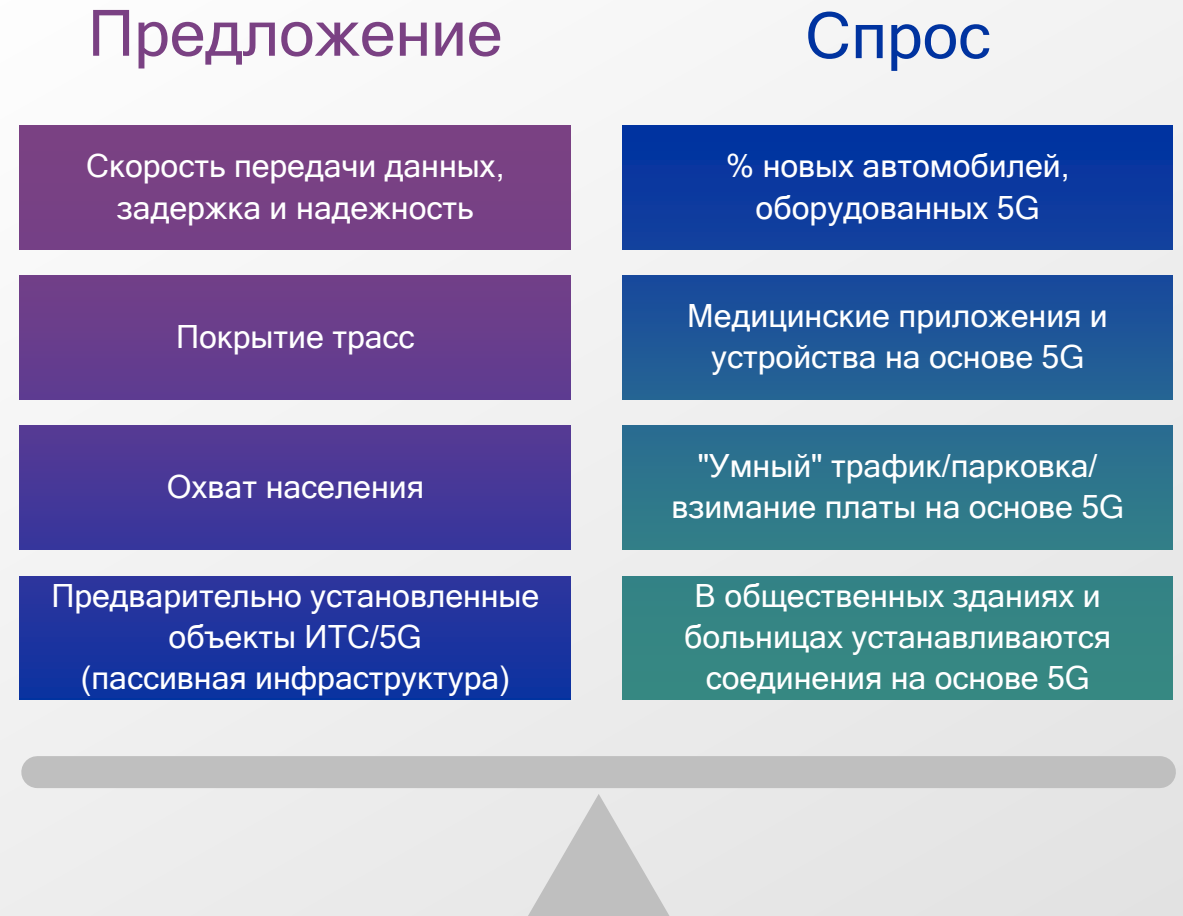 Предложение
Скорость передачи данных,
задержка и надежность
Покрытие трасс
Охват населения
Предварительно установленные
объекты ИТС/5G
(пассивная инфраструктура)
Спрос
% новых автомобилей,
оборудованных 5G
Медицинские приложения и
устройства на основе 5G
"Умный" трафик/парковка/
взимание платы на основе 5G
В общественных зданиях и
больницах устанавливаются
соединения на основе 5G